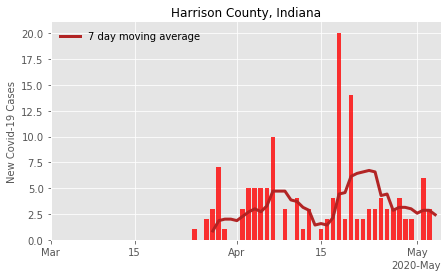 Harrison County, Indiana
7 day moving average
New Covid-19 Cases
20.0
17.5
15.0
12.5
10.0
7.5
5.0
2.5
0.0
Mar 15 Apr 15 May
2020-May